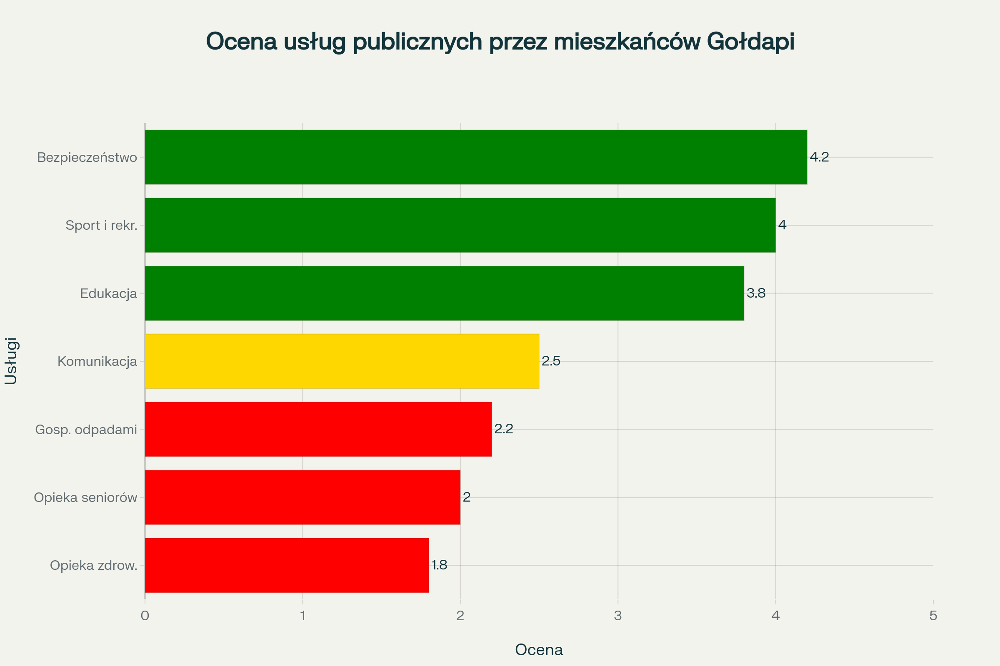 Ocena usług publicznych przez mieszkańców Gołdapi
Usługi
Bezpieczeństwo 4.2
Sport i rekr. 4
Edukacja 3.8
Komunikacja 2.5
Gosp. odpadami 2.2
Opieka seniorów 2
Opieka zdrow. 1.8
0 1 2 3 4 5
Ocena